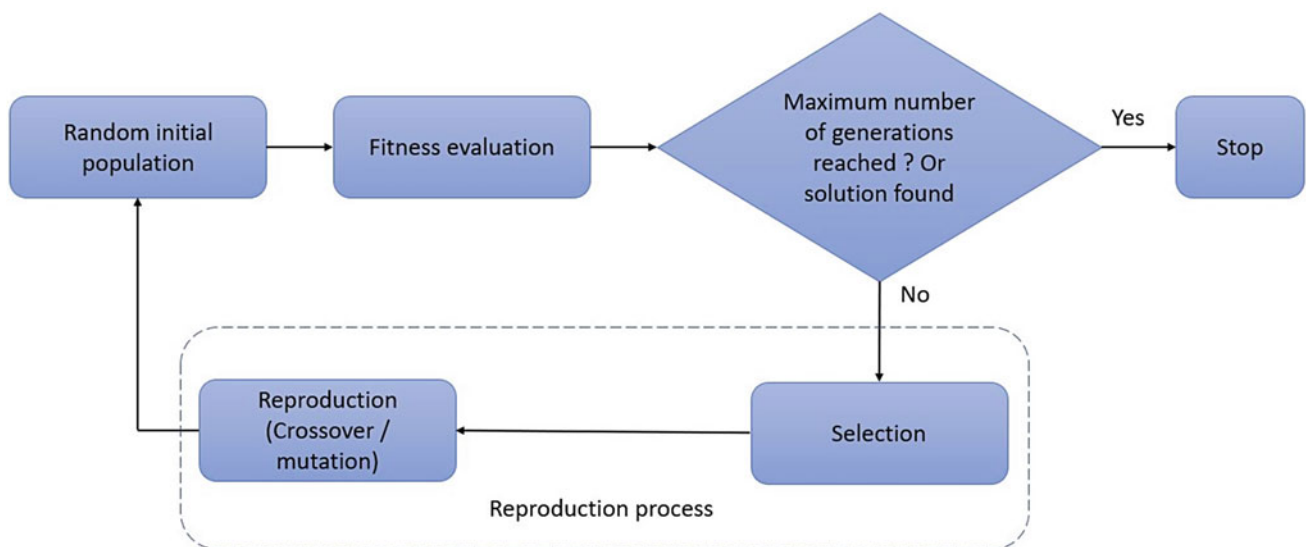 Random initial
population
Fitness evaluation
Maximum number
of generations
reached ? Or
solution found
Yes
Stop
No
Reproduction
(Crossover /
mutation)
Selection
Reproduction process